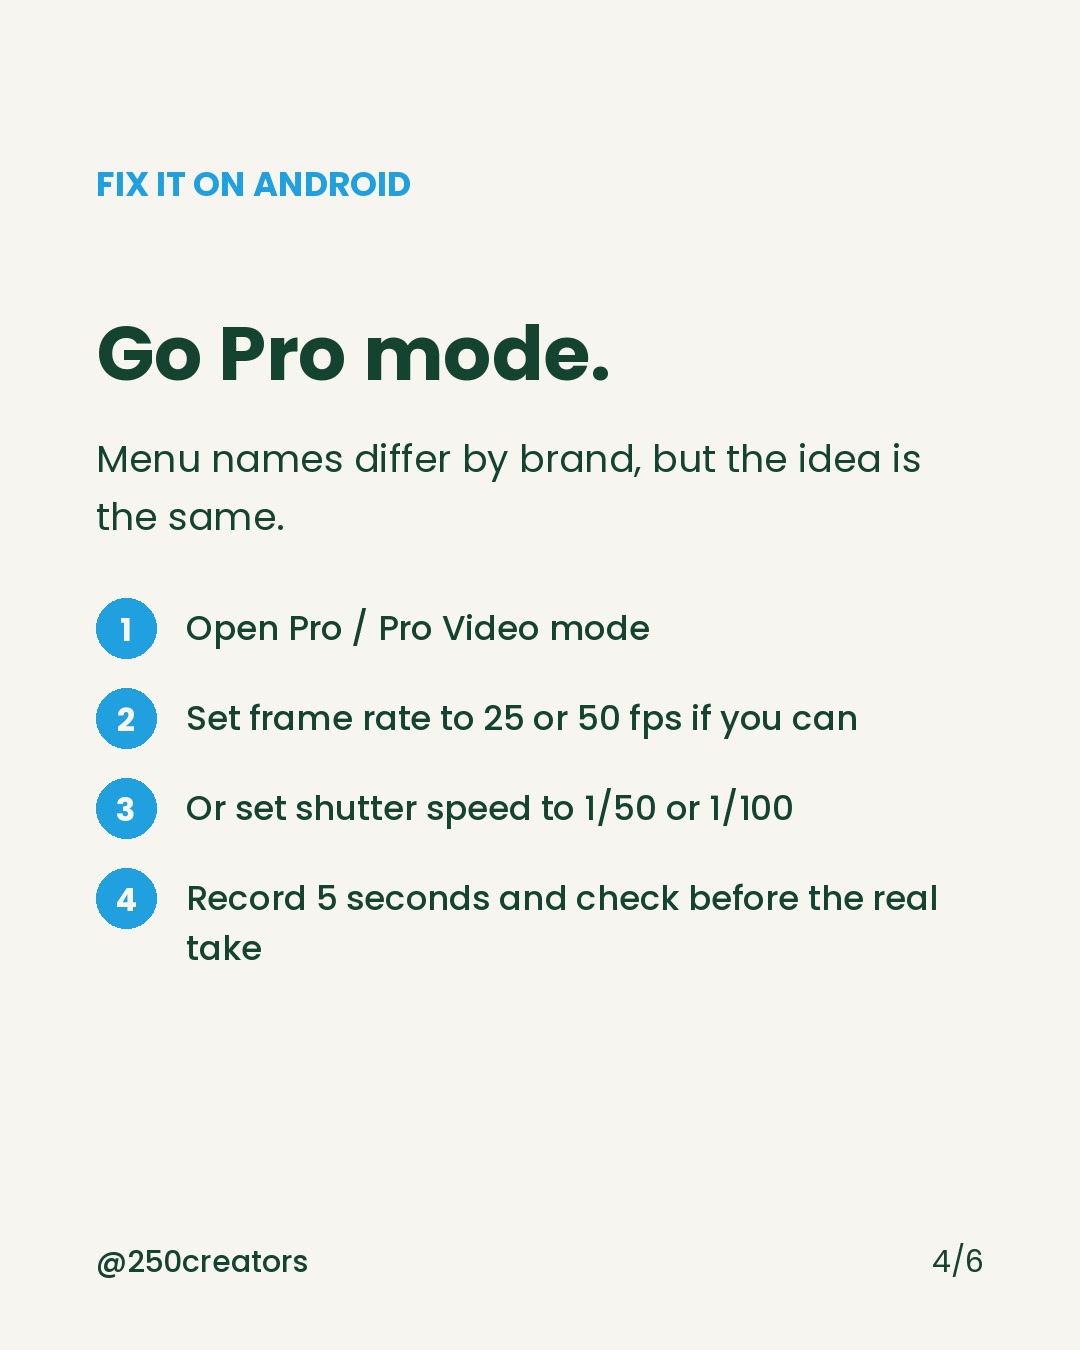 FIX IT ON ANDROID
Go Pro mode.
Menu names differ by brand, but the idea is
the same.
1 Open Pro / Pro Video mode
2 Set frame rate to 25 or 50 fps if you can
3 Or set shutter speed to 1/50 or 1/100
4 Record 5 seconds and check before the real
take
@250creators 4/6